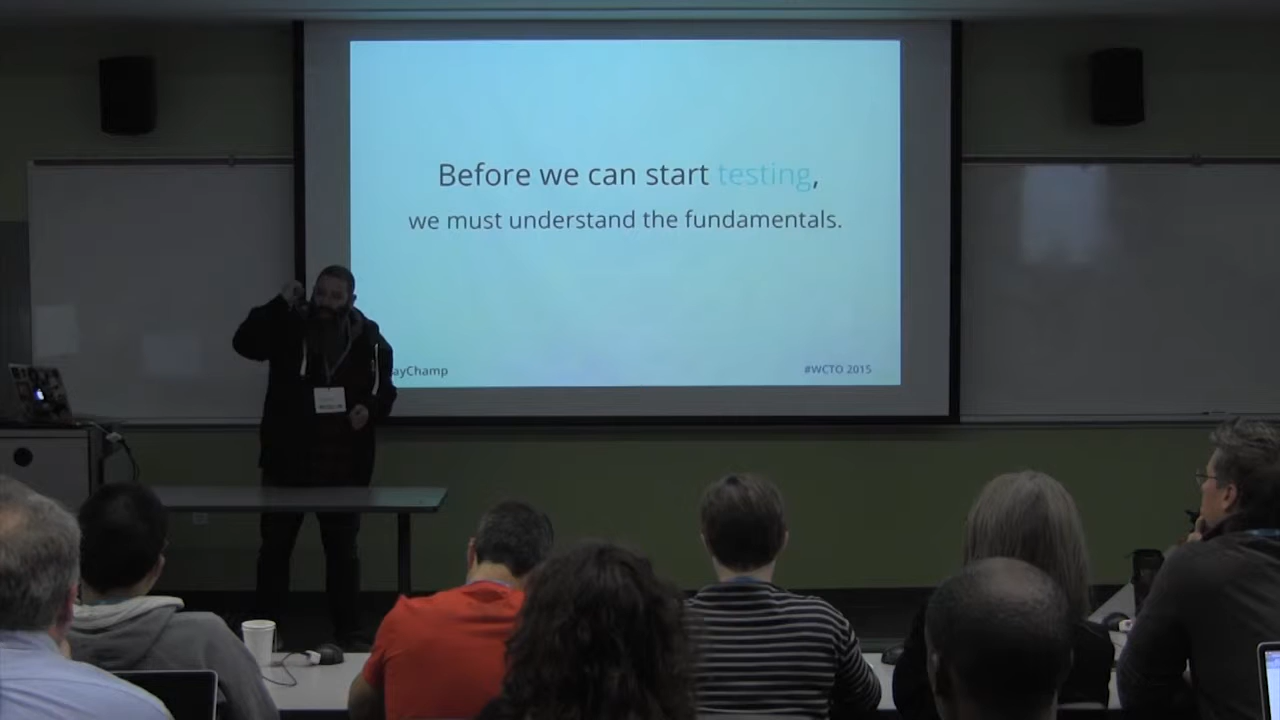 Before we can start testing,
we must understand the fundamentals.
ayChamp
#WCTO 2015